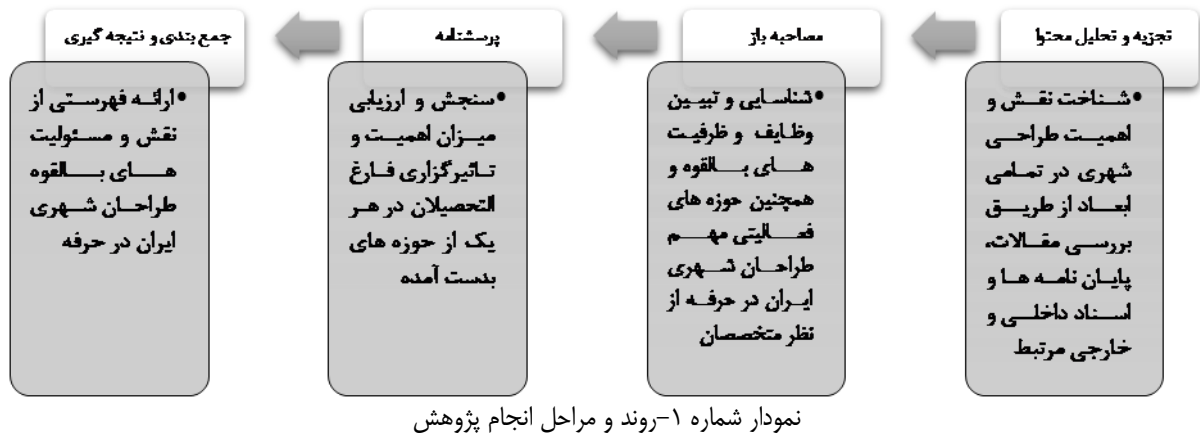 تجزیه و تحلیل محتوا
•شناخت نقش و
اهمیت طراحی
شهری در تمامی
ابعاد از طریق
بررسی مقالات،
پایان نامه ها و
اسناد داخلی و
خارجی مرتبط
مصاحبه باز
•شناسایی و تبیین
وظایف و ظرفیت
های بالقوه و
همچنین حوزه های
فعالیتی مهم
طراحان شهری
ایران در حرفه از
نظر متخصصان
پرسشنامه
•سنجش و ارزیابی
میزان اهمیت و
تاثیرگزاری فارغ
التحصیلان در هر
یک از حوزه های
بدست آمده
جمع بندی و نتیجه گیری
•ارائه فهرستی از
نقش و مسئولیت
های بالقوه
طراحان شهری
ایران در حرفه
نمودار شماره ۱-روند و مراحل انجام پژوهش